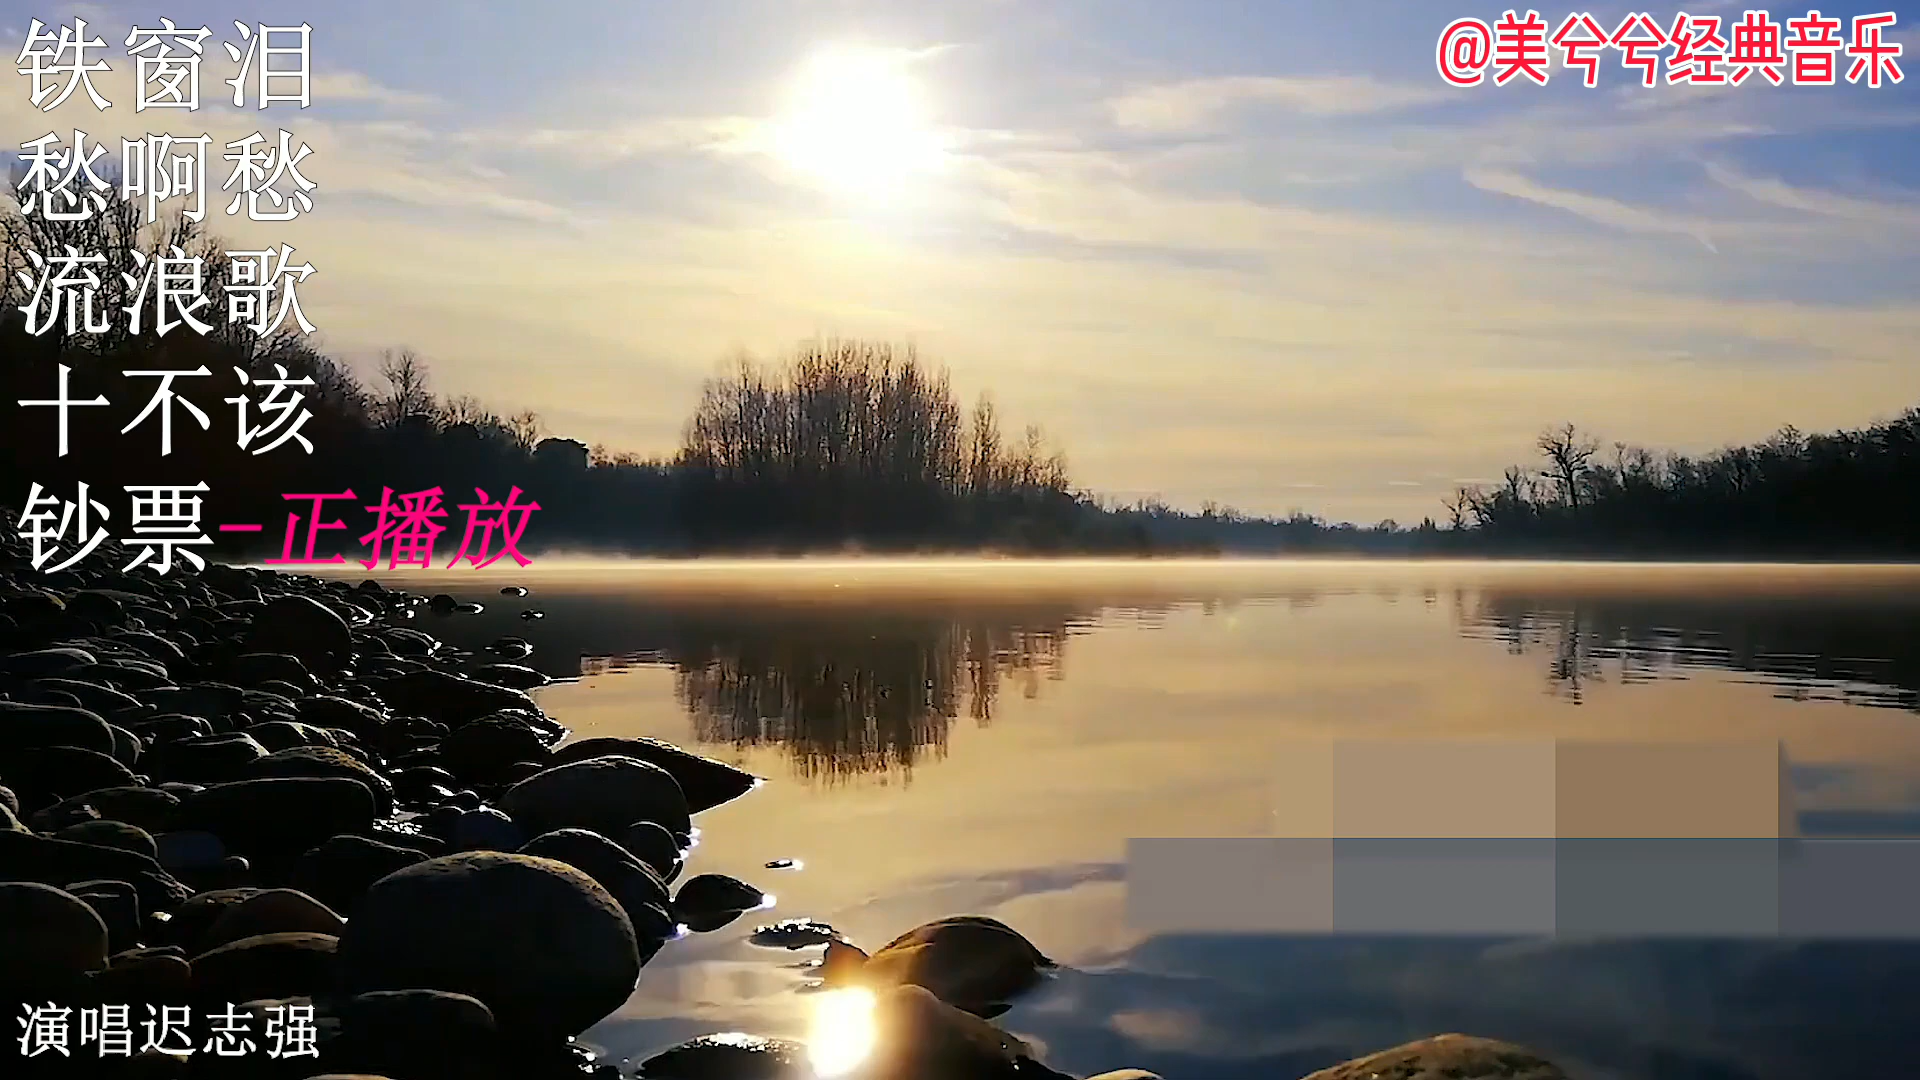 @美兮兮经典音乐
铁窗泪
愁啊愁
流浪歌
十不该
钞票-正播放
演唱迟志强